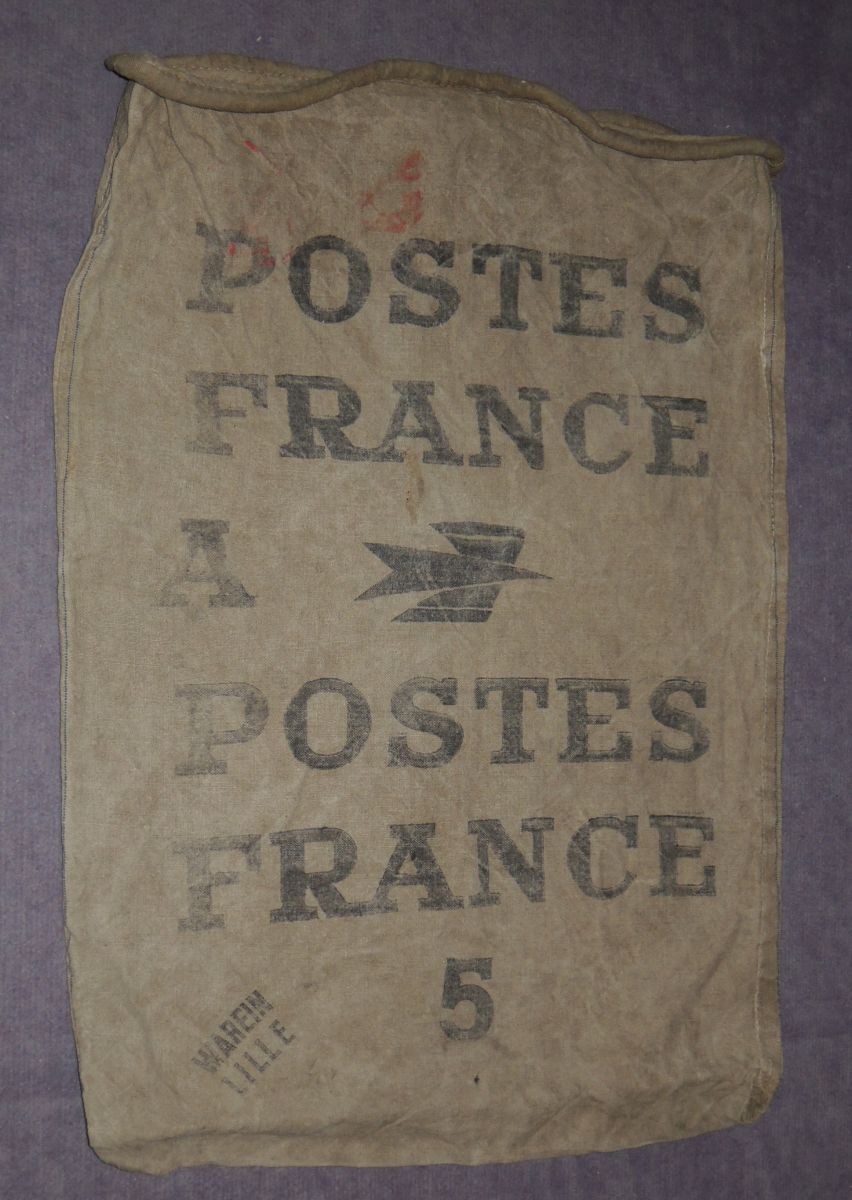 POSTES
FRANCE
A
POSTES
FRANCE
5
WAREIN
LILLE